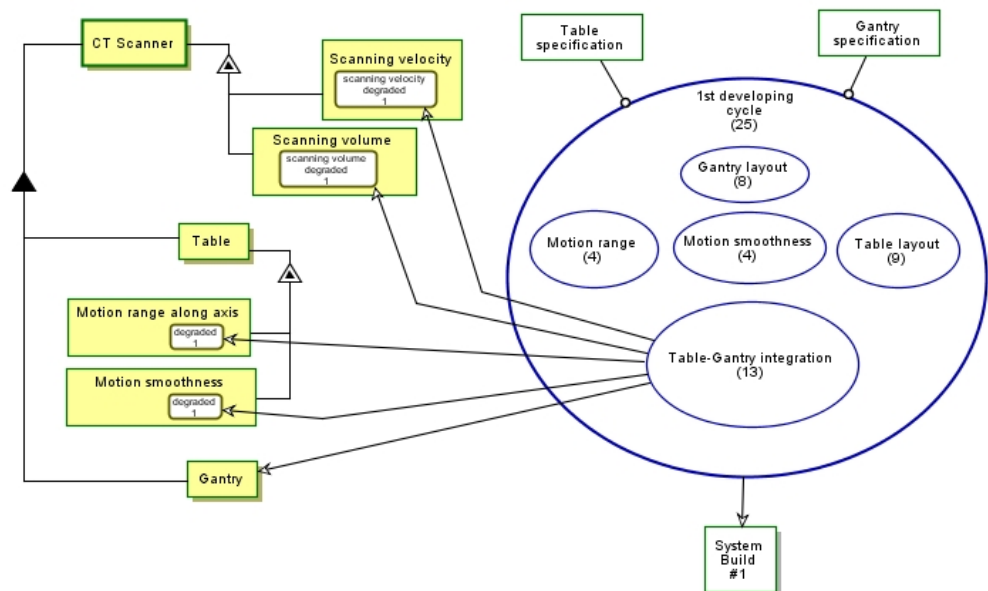 CT Scanner
Scanning velocity
scanning velocity
degraded
1
Scanning volume
scanning volume
degraded
1
Table
Motion range along axis
degraded
1
Motion smoothness
degraded
1
Gantry
Table
specification
Gantry
specification
1st developing
cycle
(25)
Gantry layout
(8)
Motion range
(4)
Motion smoothness
(4)
Table layout
(9)
Table-Gantry integration
(13)
System
Build
#1